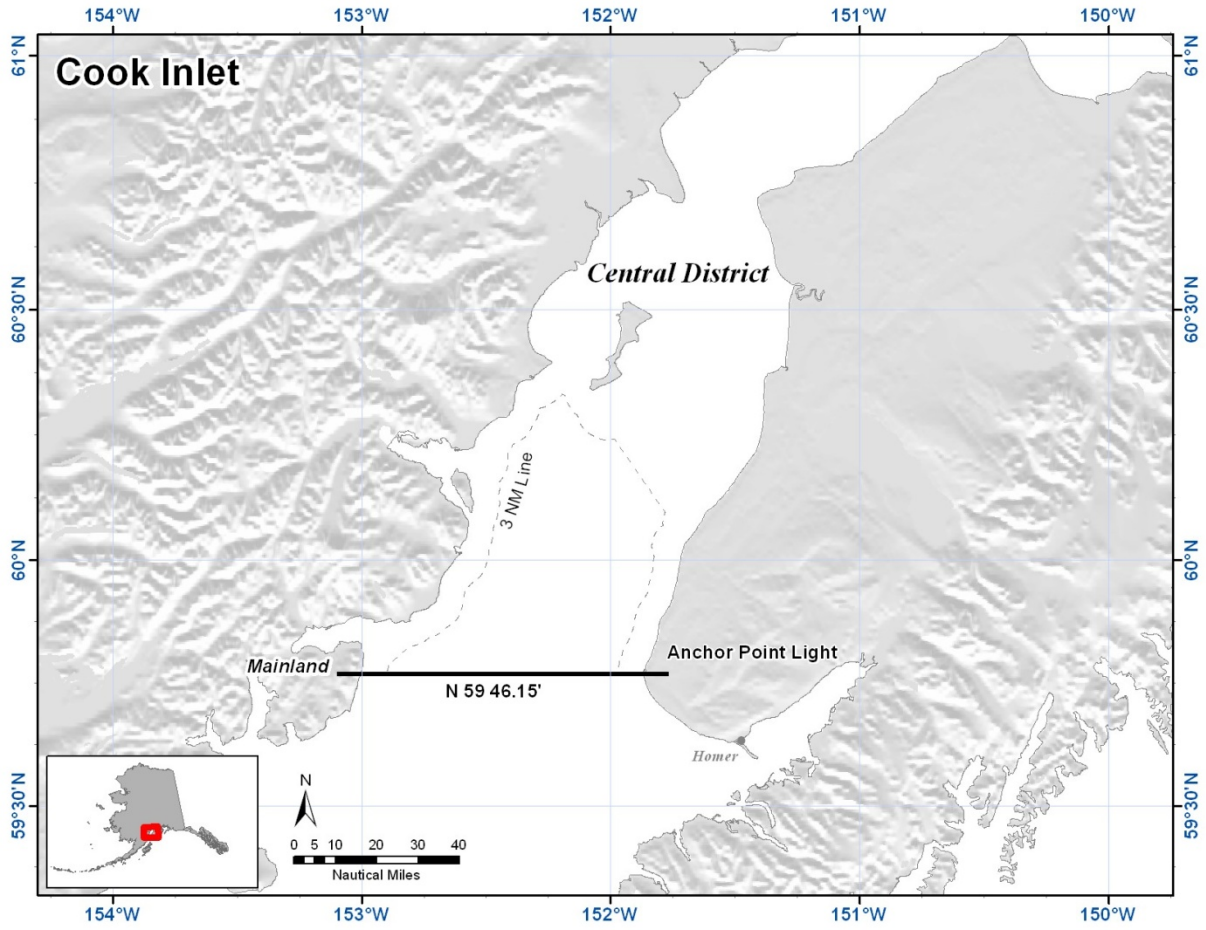 154°W 153°W 152°W 151°W 150°W
61°N 61°N
Cook Inlet
Central District
60°30'N 60°30'N
3 NM Line
60°N 60°N
Mainland
Anchor Point Light
N 59 46.15'
Homer
59°30'N 59°30'N
N
0 5 10 20 30 40
Nautical Miles
154°W 153°W 152°W 151°W 150°W